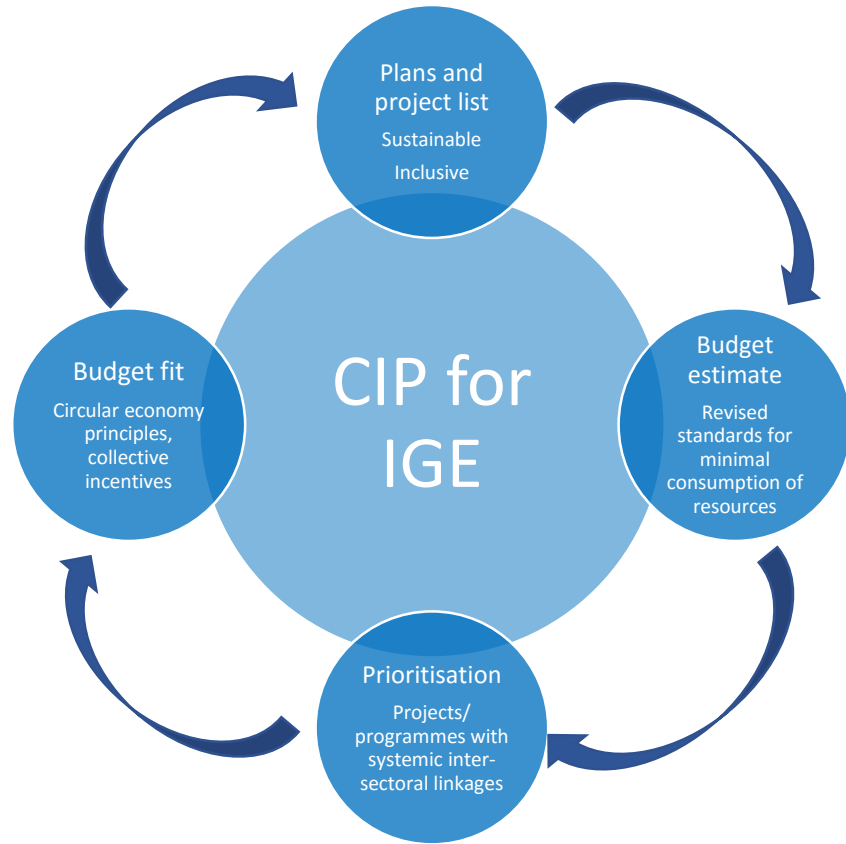 Plans and
project list
Sustainable
Inclusive
Budget
estimate
Revised
standards for
minimal
consumption of
resources
Prioritisation
Projects/
programmes with
systemic inter-
sectoral linkages
Budget fit
Circular economy
principles,
collective
incentives
CIP for
IGE